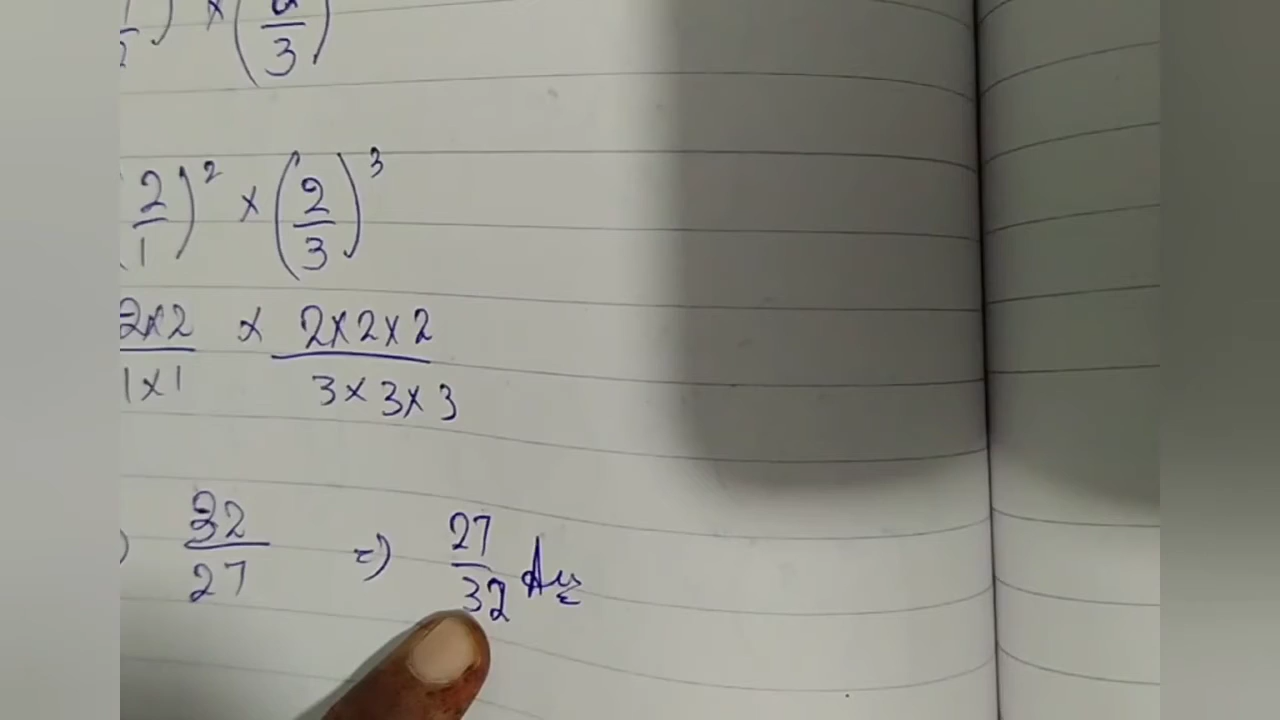 ) × (2/3)
(2/1)² × (2/3)³
2×2/1×1 × 2×2×2/3×3×3
) 32/27 =) 27/32 Ans